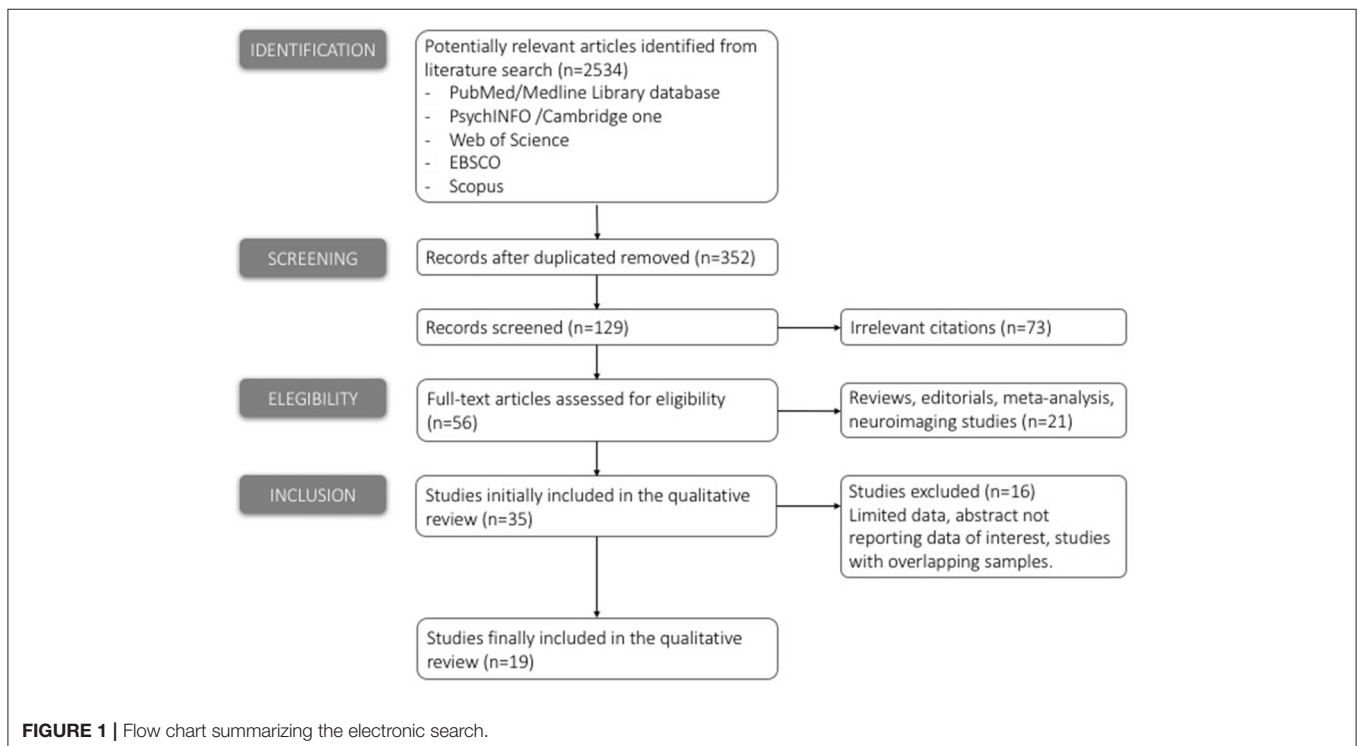 IDENTIFICATION
Potentially relevant articles identified from
literature search (n=2534)
- PubMed/Medline Library database
- PsychINFO /Cambridge one
- Web of Science
- EBSCO
- Scopus
SCREENING
Records after duplicated removed (n=352)
Records screened (n=129)
Irrelevant citations (n=73)
ELEGIBILITY
Full-text articles assessed for eligibility
(n=56)
Reviews, editorials, meta-analysis,
neuroimaging studies (n=21)
INCLUSION
Studies initially included in the qualitative
review (n=35)
Studies excluded (n=16)
Limited data, abstract not
reporting data of interest, studies
with overlapping samples.
Studies finally included in the qualitative
review (n=19)
FIGURE 1 | Flow chart summarizing the electronic search.